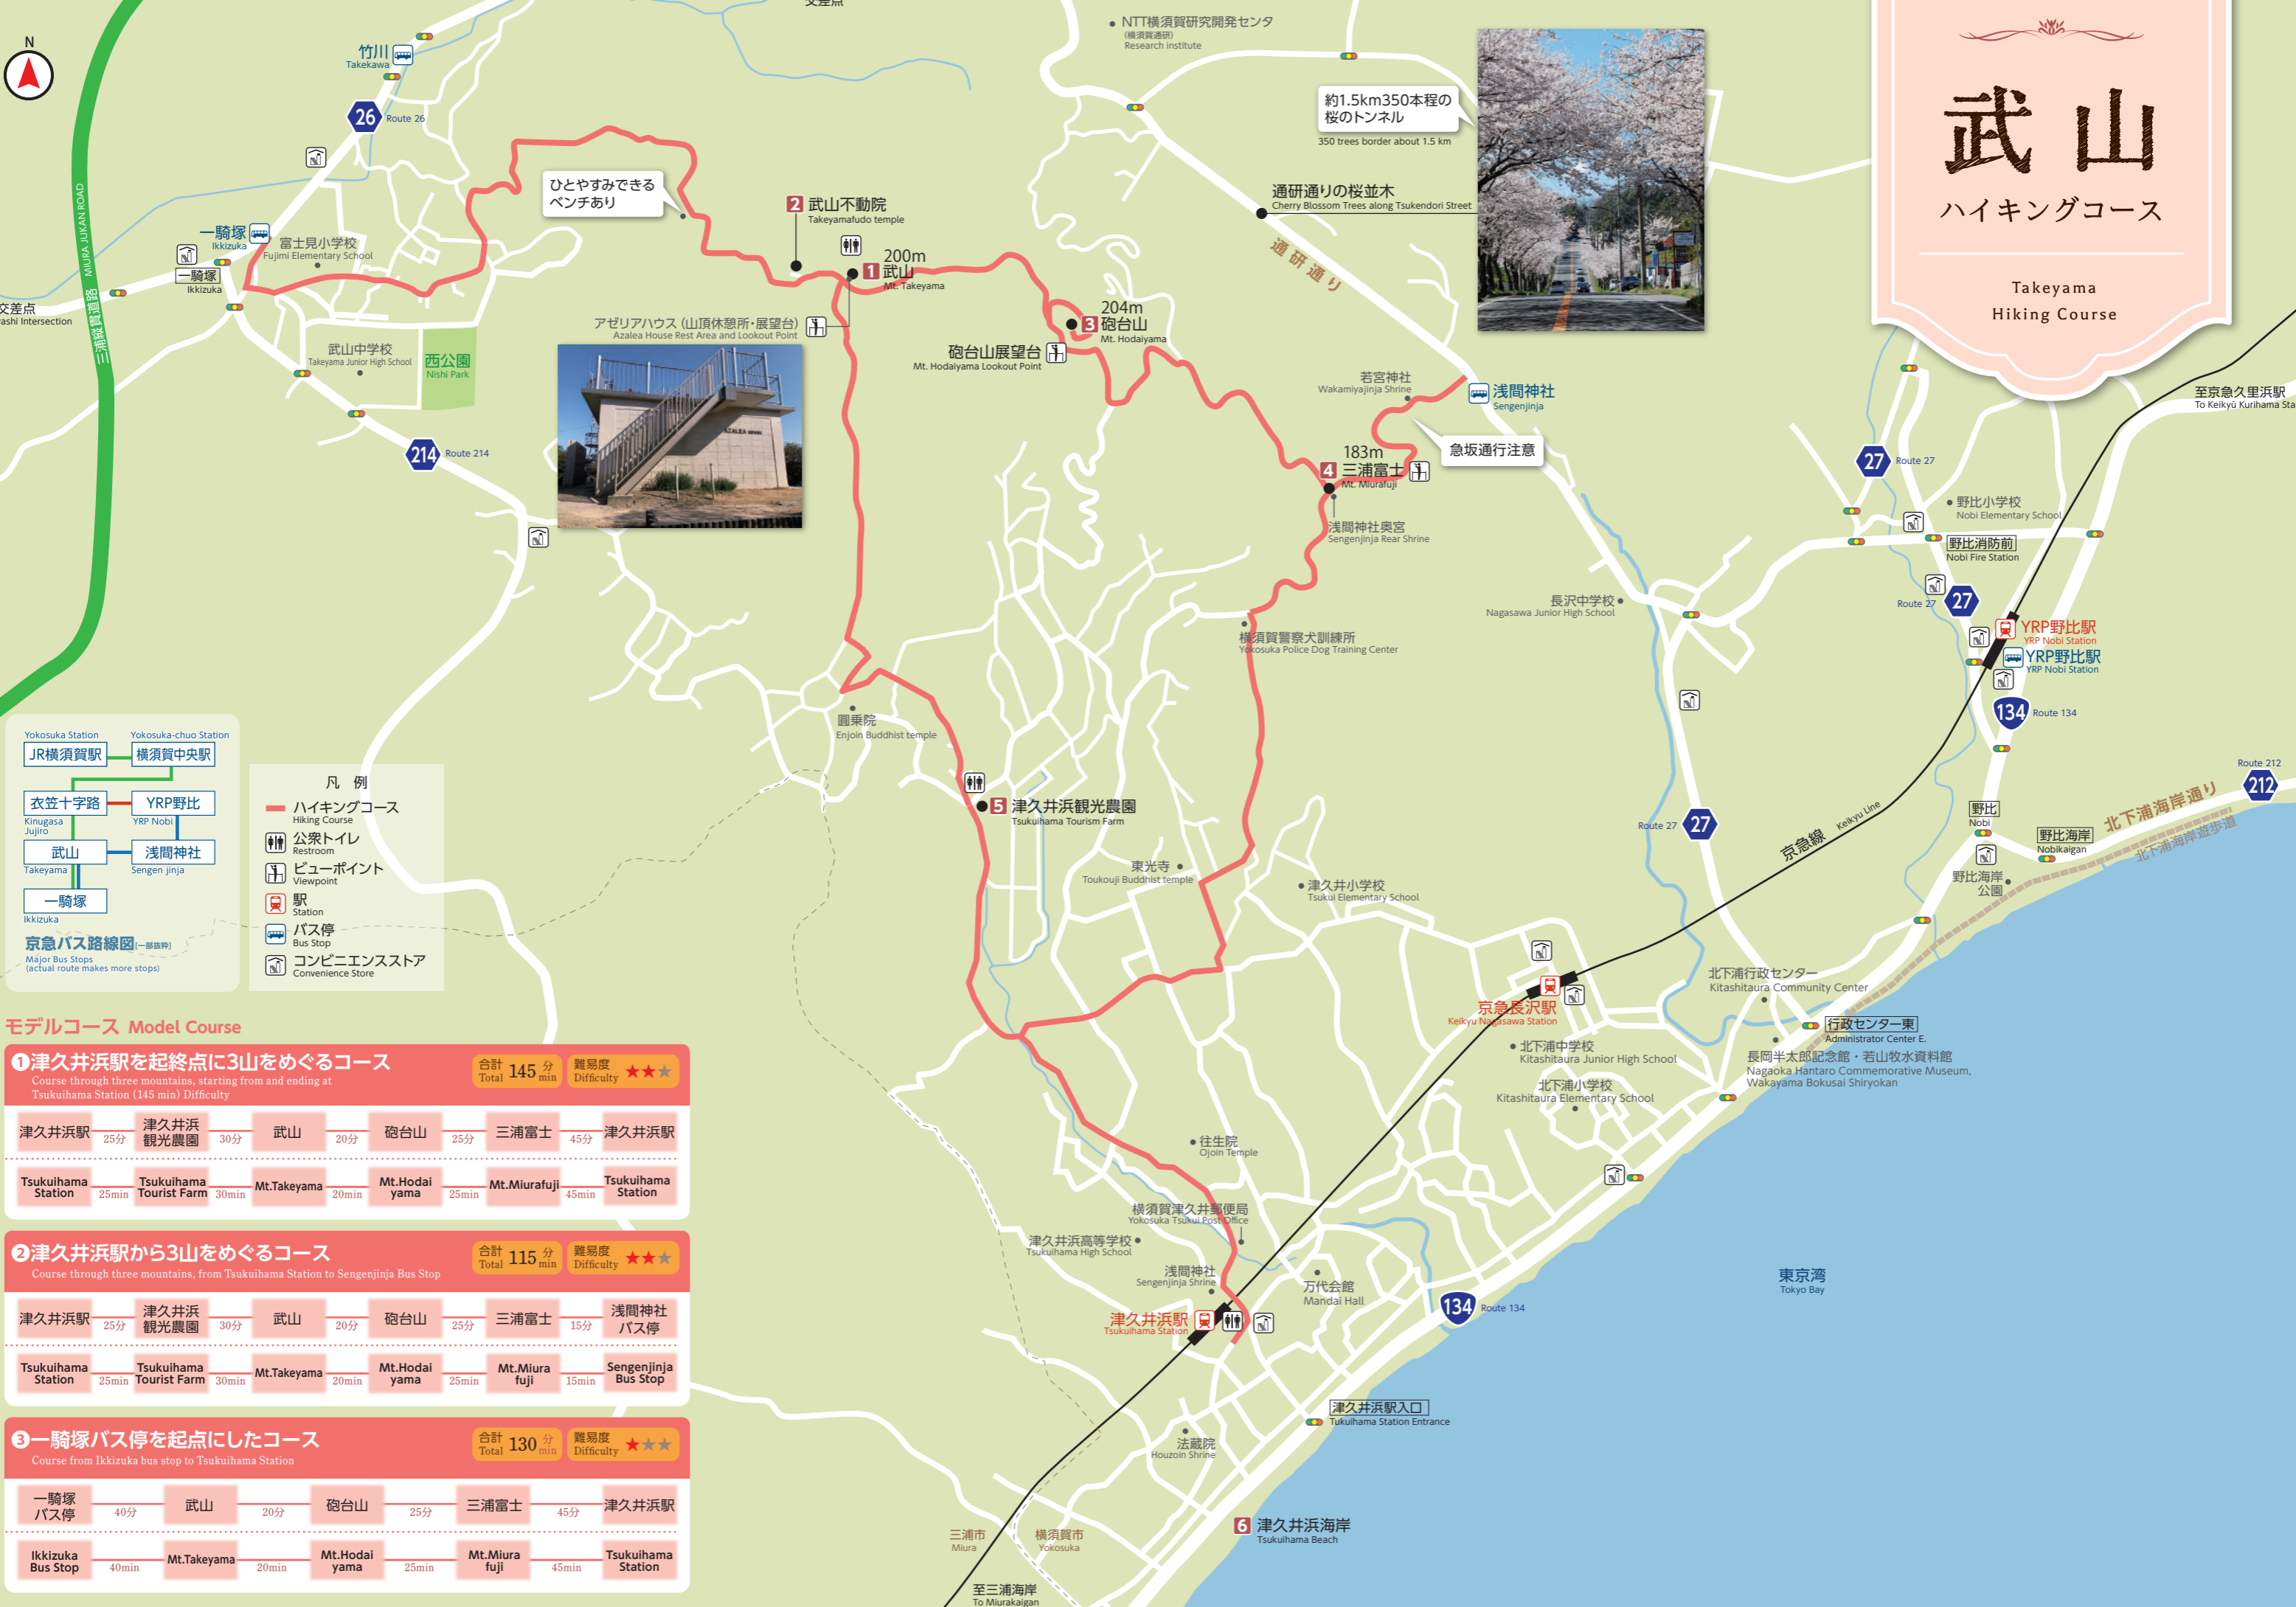 武山
ハイキングコース
Takeyama
Hiking Course
N
交差点
竹川
Takekawa
26
Route 26
MIURA JUKAN ROAD
三浦縦貫道路
一騎塚
Ikkizuka
一騎塚
Ikkizuka
富士見小学校
Fujimi Elementary School
交差点
ashi Intersection
武山中学校
Takeyama Junior High School
西公園
Nishi Park
214
Route 214
ひとやすみできる
ベンチあり
2 武山不動院
Takeyamafudo temple
200m
1 武山
Mt. Takeyama
アゼリアハウス(山頂休憩所・展望台)
Azalea House Rest Area and Lookout Point
204m
3 砲台山
Mt. Hodaiyama
砲台山展望台
Mt. Hodaiyama Lookout Point
NTT横須賀研究開発センタ
(横須賀通研)
Research institute
約1.5km350本程の
桜のトンネル
350 trees border about 1.5 km
通研通りの桜並木
Cherry Blossom Trees along Tsukendori Street
通研通り
若宮神社
Wakamiyajinja Shrine
浅間神社
Sengenjinja
急坂通行注意
183m
4 三浦富士
Mt. Miurafuji
浅間神社奥宮
Sengenjinja Rear Shrine
横須賀警察犬訓練所
Yokosuka Police Dog Training Center
長沢中学校
Nagasawa Junior High School
至京急久里浜駅
To Keikyū Kurihama Sta
27
Route 27
野比小学校
Nobi Elementary School
野比消防前
Nobi Fire Station
Route 27
27
YRP野比駅
YRP Nobi Station
YRP野比駅
YRP Nobi Station
134
Route 134
Route 212
212
北下浦海岸通り
北下浦海岸遊歩道
野比
Nobi
野比海岸
Nobikaigan
野比海岸
公園
Route 27
27
京急線
Keikyu Line
圓乗院
Enjoin Buddhist temple
5 津久井浜観光農園
Tsukuihama Tourism Farm
東光寺
Toukouji Buddhist temple
津久井小学校
Tsukui Elementary School
京急長沢駅
Keikyu Nagasawa Station
北下浦行政センター
Kitashitaura Community Center
行政センター東
Administrator Center E.
長岡半太郎記念館・若山牧水資料館
Nagaoka Hantaro Commemorative Museum,
Wakayama Bokusai Shiryokan
北下浦中学校
Kitashitaura Junior High School
北下浦小学校
Kitashitaura Elementary School
往生院
Ojoin Temple
横須賀津久井郵便局
Yokosuka Tsukui Post Office
津久井浜高等学校
Tsukuihama High School
浅間神社
Sengenjinja Shrine
万代会館
Mandai Hall
津久井浜駅
Tsukuihama Station
134
Route 134
東京湾
Tokyo Bay
津久井浜駅入口
Tukuihama Station Entrance
法蔵院
Houzoin Shrine
6 津久井浜海岸
Tsukuihama Beach
三浦市
Miura
横須賀市
Yokosuka
至三浦海岸
To Miurakaigan
Yokosuka Station
JR横須賀駅
Yokosuka-chuo Station
横須賀中央駅
衣笠十字路
Kinugasa
Jujiro
YRP野比
YRP Nobi
武山
Takeyama
浅間神社
Sengen jinja
一騎塚
Ikkizuka
京急バス路線図[一部抜粋]
Major Bus Stops
(actual route makes more stops)
凡例
ハイキングコース
Hiking Course
公衆トイレ
Restroom
ビューポイント
Viewpoint
駅
Station
バス停
Bus Stop
コンビニエンスストア
Convenience Store
モデルコース Model Course
❶津久井浜駅を起終点に3山をめぐるコース
Course through three mountains, starting from and ending at
Tsukuihama Station (145 min) Difficulty
合計 Total 145 分 min
難易度 Difficulty ★★★
津久井浜駅 25分 津久井浜観光農園 30分 武山 20分 砲台山 25分 三浦富士 45分 津久井浜駅
Tsukuihama Station 25min Tsukuihama Tourist Farm 30min Mt.Takeyama 20min Mt.Hodaiyama 25min Mt.Miurafuji 45min Tsukuihama Station
❷津久井浜駅から3山をめぐるコース
Course through three mountains, from Tsukuihama Station to Sengenjinja Bus Stop
合計 Total 115 分 min
難易度 Difficulty ★★★
津久井浜駅 25分 津久井浜観光農園 30分 武山 20分 砲台山 25分 三浦富士 15分 浅間神社バス停
Tsukuihama Station 25min Tsukuihama Tourist Farm 30min Mt.Takeyama 20min Mt.Hodaiyama 25min Mt.Miurafuji 15min Sengenjinja Bus Stop
❸一騎塚バス停を起点にしたコース
Course from Ikkizuka bus stop to Tsukuihama Station
合計 Total 130 分 min
難易度 Difficulty ★★★
一騎塚バス停 40分 武山 20分 砲台山 25分 三浦富士 45分 津久井浜駅
Ikkizuka Bus Stop 40min Mt.Takeyama 20min Mt.Hodaiyama 25min Mt.Miurafuji 45min Tsukuihama Station